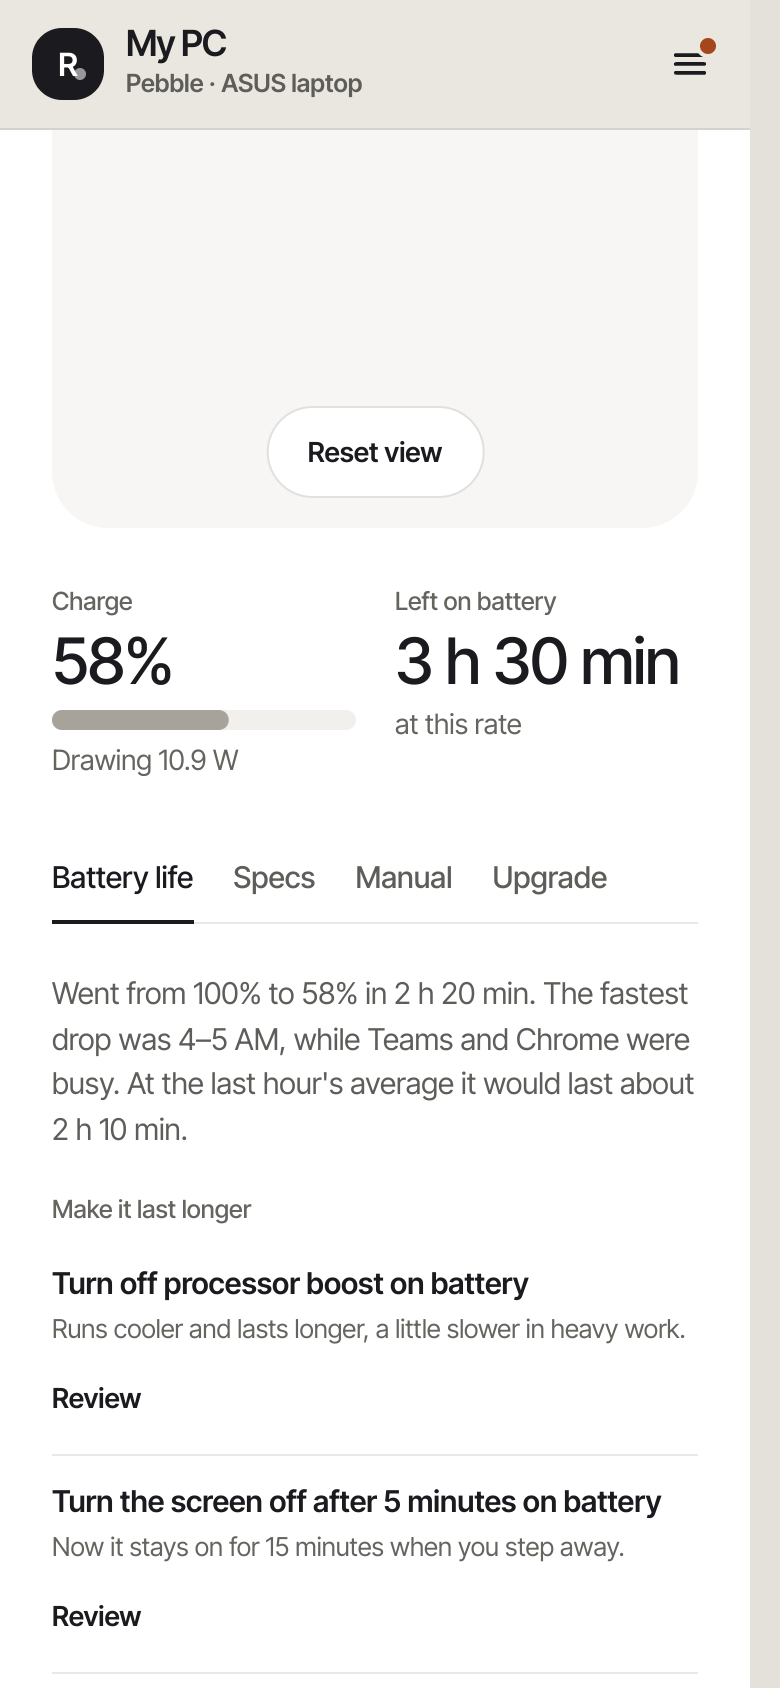 R
My PC
Pebble · ASUS laptop
Reset view
Charge
58%
Drawing 10.9 W
Left on battery
3 h 30 min
at this rate
Battery life
Specs
Manual
Upgrade
Went from 100% to 58% in 2 h 20 min. The fastest
drop was 4–5 AM, while Teams and Chrome were
busy. At the last hour's average it would last about
2 h 10 min.
Make it last longer
Turn off processor boost on battery
Runs cooler and lasts longer, a little slower in heavy work.
Review
Turn the screen off after 5 minutes on battery
Now it stays on for 15 minutes when you step away.
Review